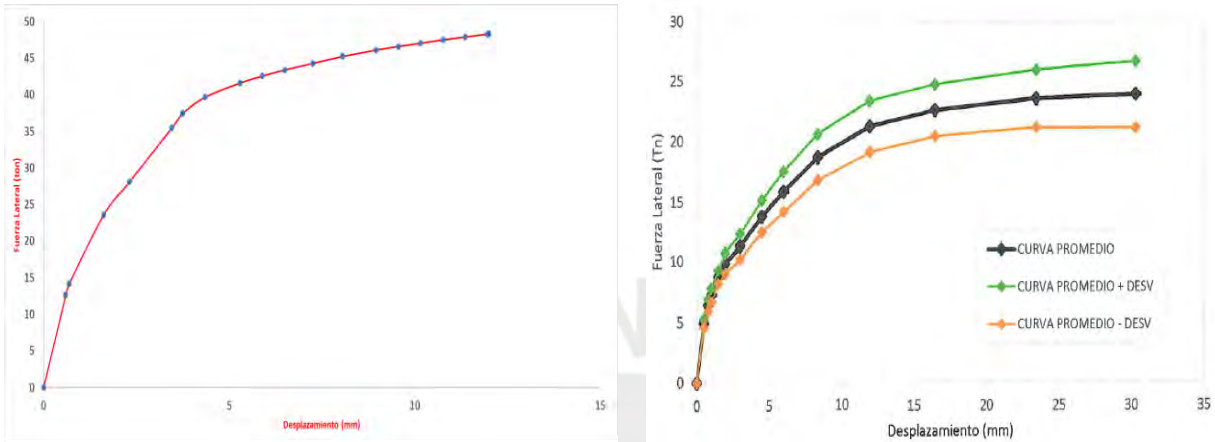 50
45
40
35
30
25
20
15
10
5
0
0 5 10 15
Fuerza Lateral (ton)
Desplazamiento (mm)
30
25
20
15
10
5
0
0 5 10 15 20 25 30 35
Fuerza Lateral (Tn)
Desplazamiento (mm)
CURVA PROMEDIO
CURVA PROMEDIO + DESV
CURVA PROMEDIO - DESV
N